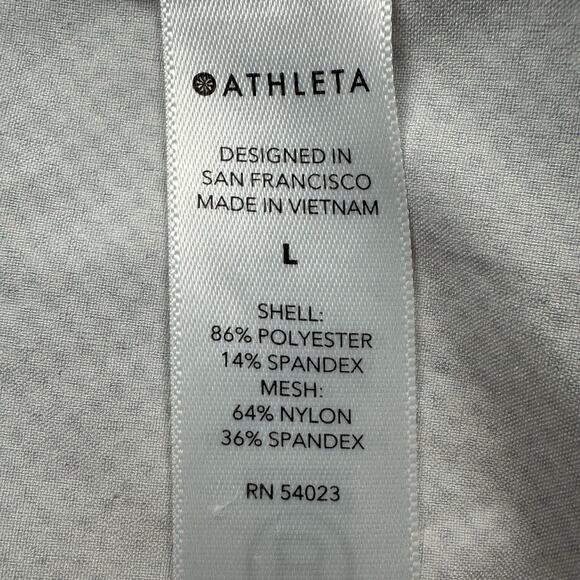 ATHLETA
DESIGNED IN
SAN FRANCISCO
MADE IN VIETNAM
L
SHELL:
86% POLYESTER
14% SPANDEX
MESH:
64% NYLON
36% SPANDEX
RN 54023